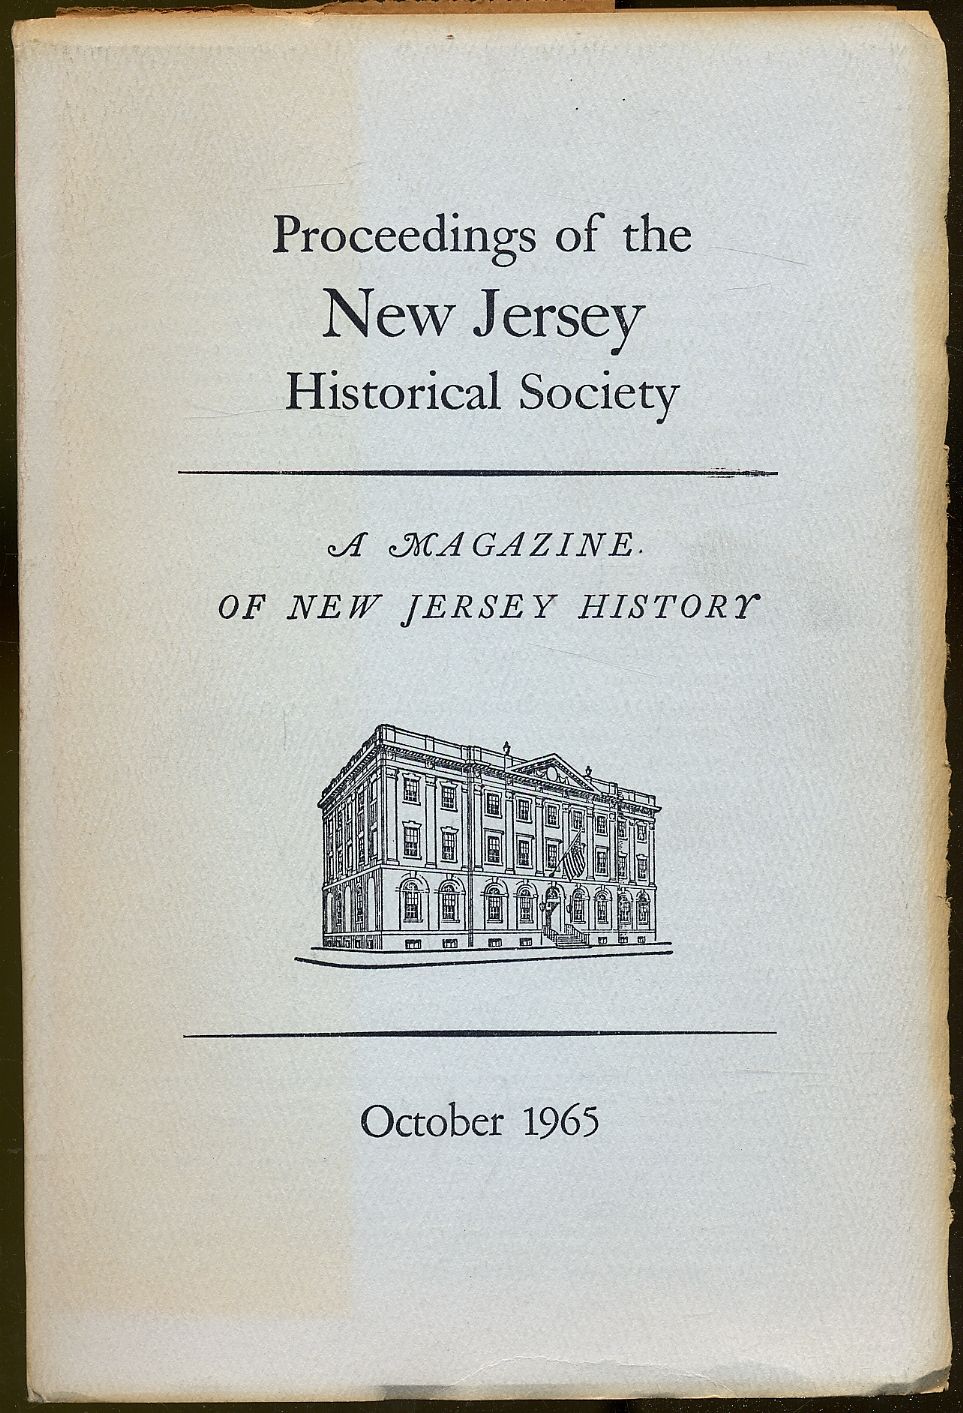 Proceedings of the
New Jersey
Historical Society
A MAGAZINE
OF NEW JERSEY HISTORY
October 1965